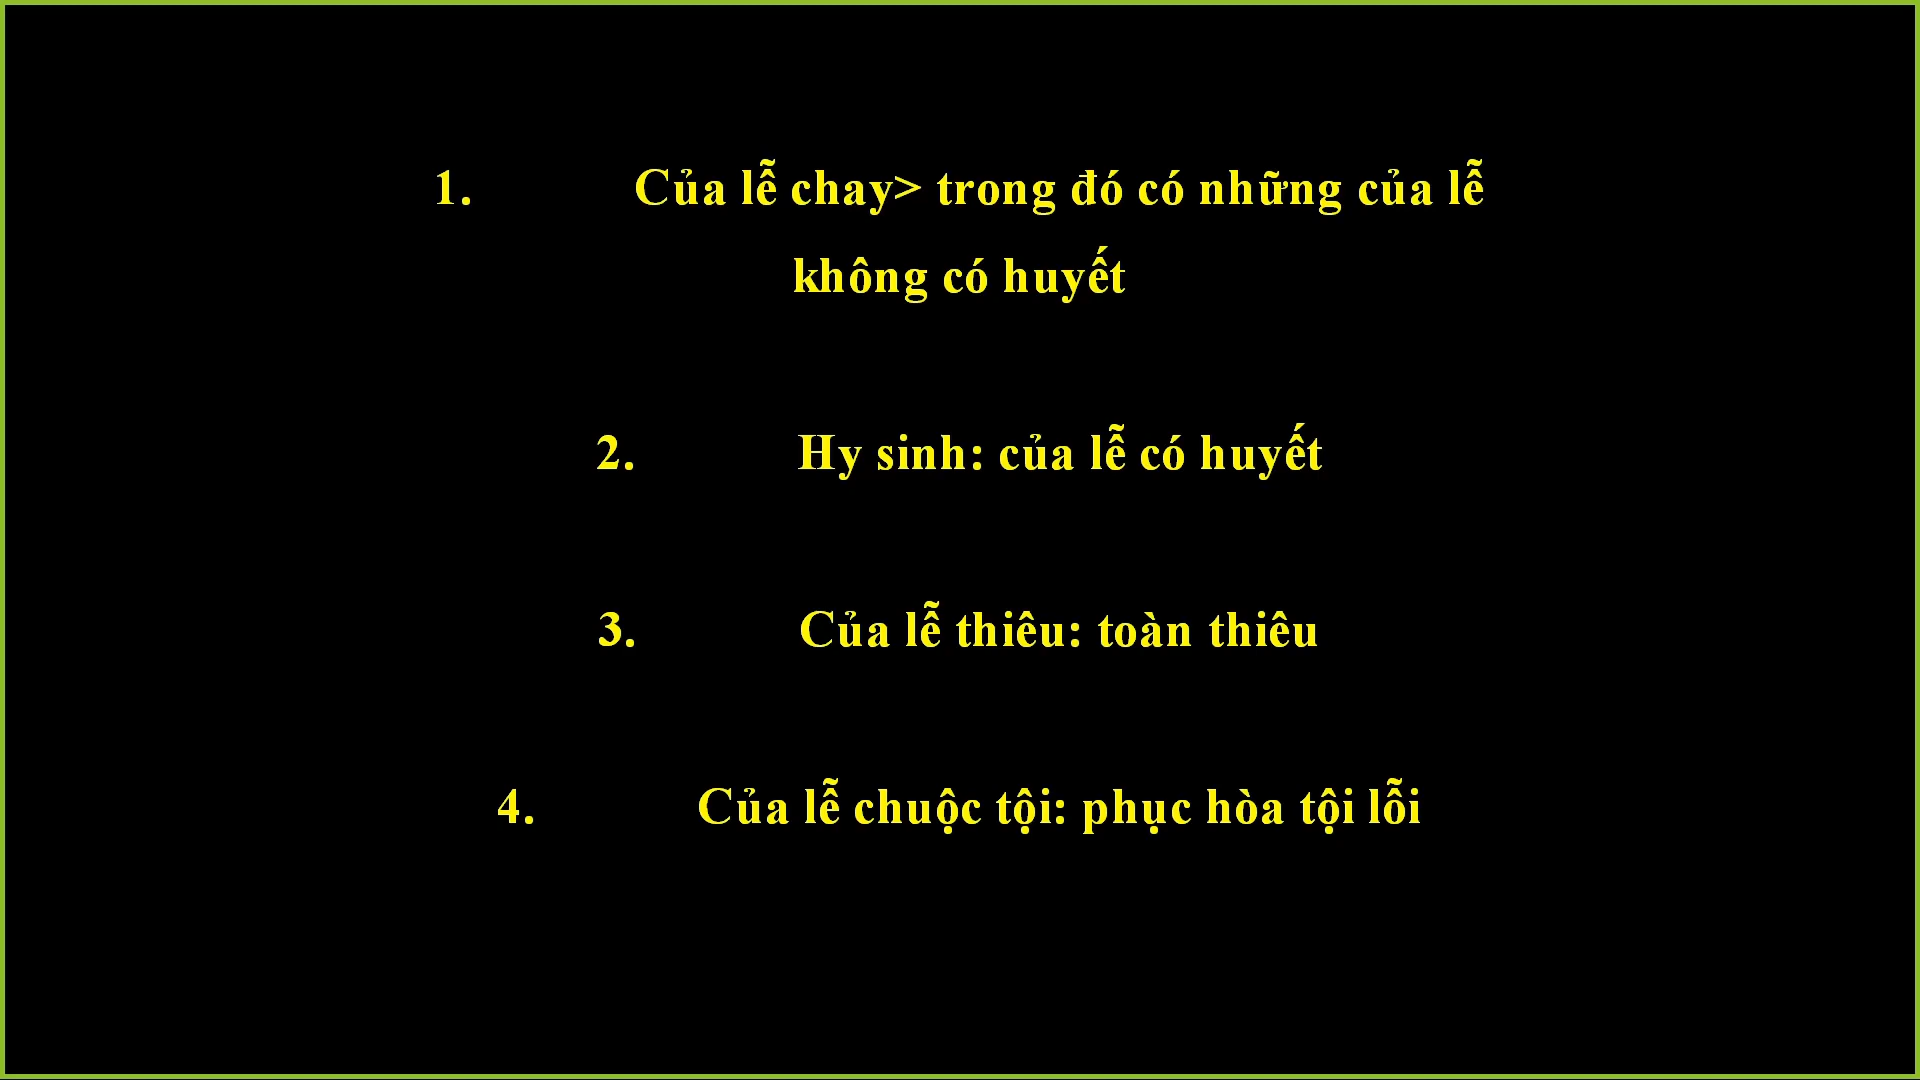 1. Của lễ chay> trong đó có những của lễ
không có huyết
2. Hy sinh: của lễ có huyết
3. Của lễ thiêu: toàn thiêu
4. Của lễ chuộc tội: phục hòa tội lỗi